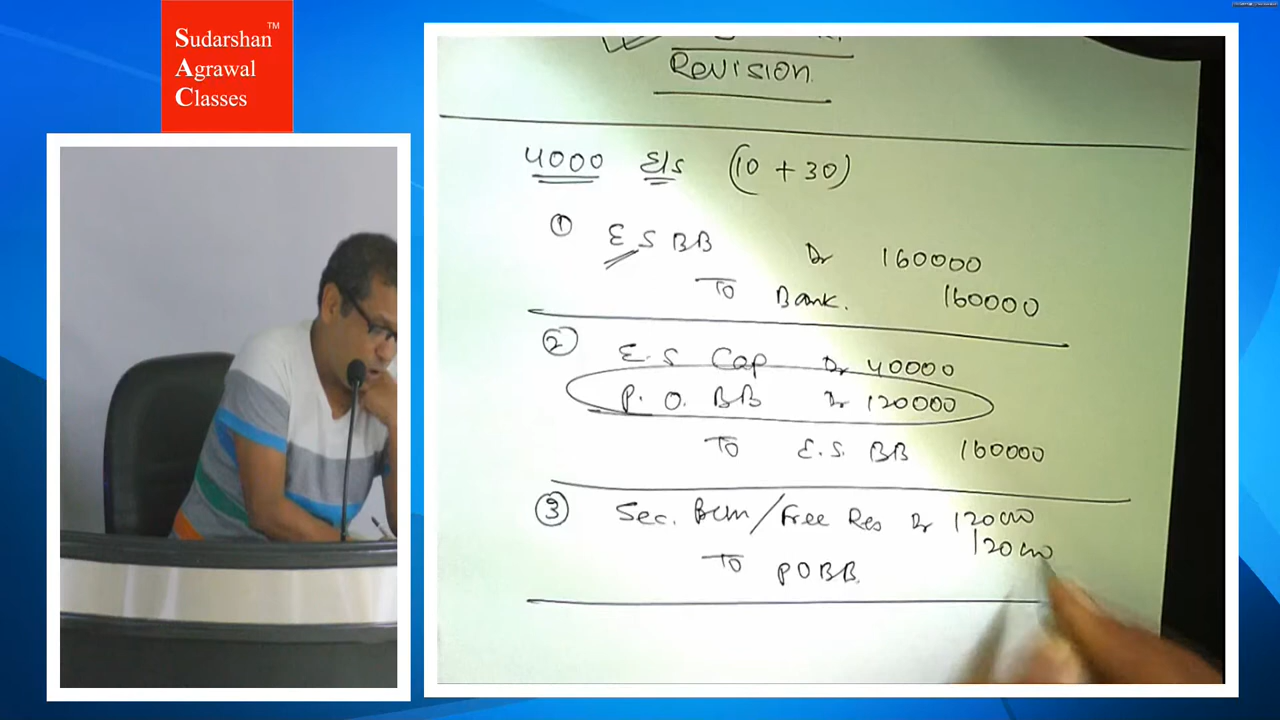 Sudarshan™
Agrawal
Classes
Revision.
4000 E/S (10 + 30)
① E S BB Dr 160000
To Bank. 160000
② E. S Cap Dr 40000
P. O. BB Dr 120000
To E.S. BB 160000
③ Sec. Prem/Free Res Dr 120000
120000
To P O B B.